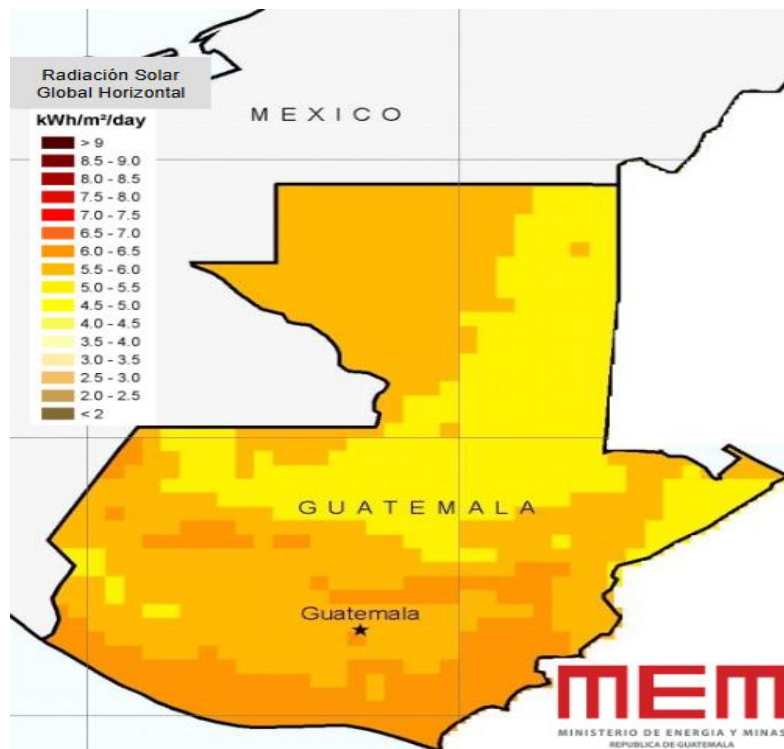 Radiación Solar
Global Horizontal
kWh/m²/day
> 9
8.5 - 9.0
8.0 - 8.5
7.5 - 8.0
7.0 - 7.5
6.5 - 7.0
6.0 - 6.5
5.5 - 6.0
5.0 - 5.5
4.5 - 5.0
4.0 - 4.5
3.5 - 4.0
3.0 - 3.5
2.5 - 3.0
2.0 - 2.5
< 2
MEXICO
GUATEMALA
Guatemala
MEM
MINISTERIO DE ENERGIA Y MINAS
REPUBLICA DE GUATEMALA